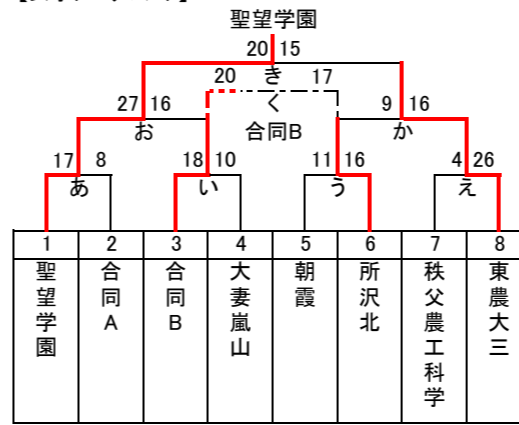 聖望学園
20 15
20 き 17
27 16 く 9 16
お 合同B か
17 8 18 10 11 16 4 26
あ い う え
1 2 3 4 5 6 7 8
聖望学園
合同A
合同B
大妻嵐山
朝霞
所沢北
秩父農工科学
東農大三